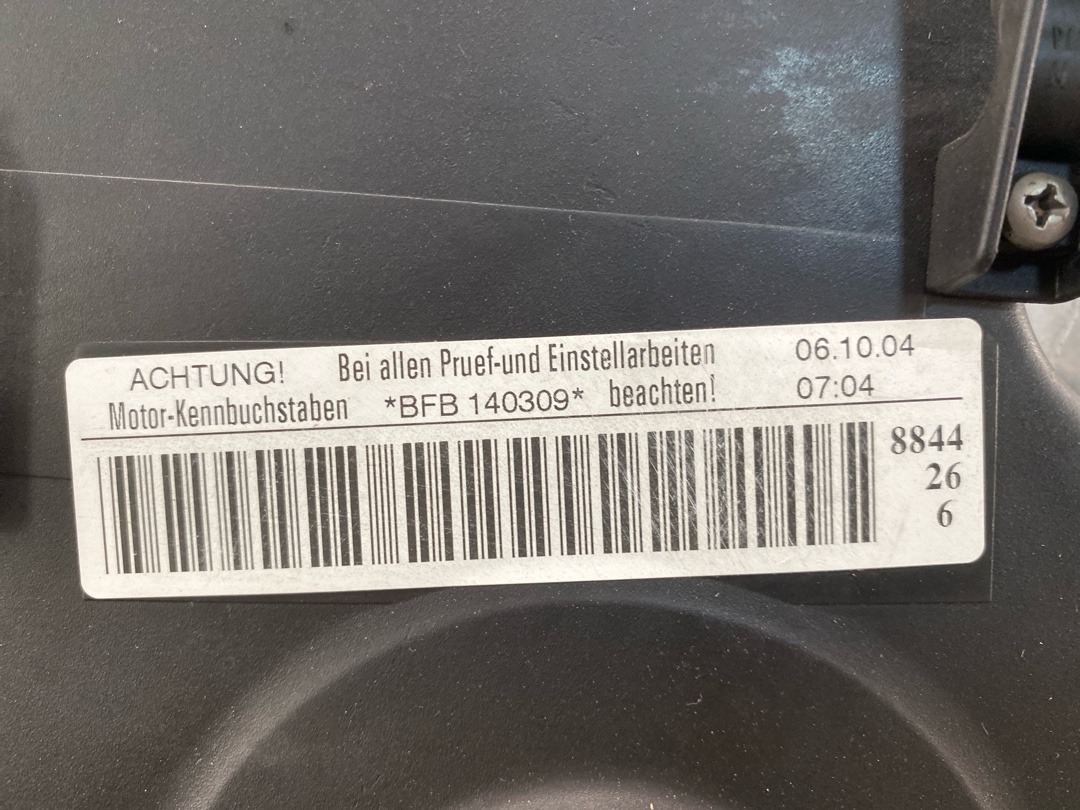 ACHTUNG! Bei allen Pruef-und Einstellarbeiten 06.10.04
Motor-Kennbuchstaben *BFB 140309* beachten! 07:04
8844
26
6